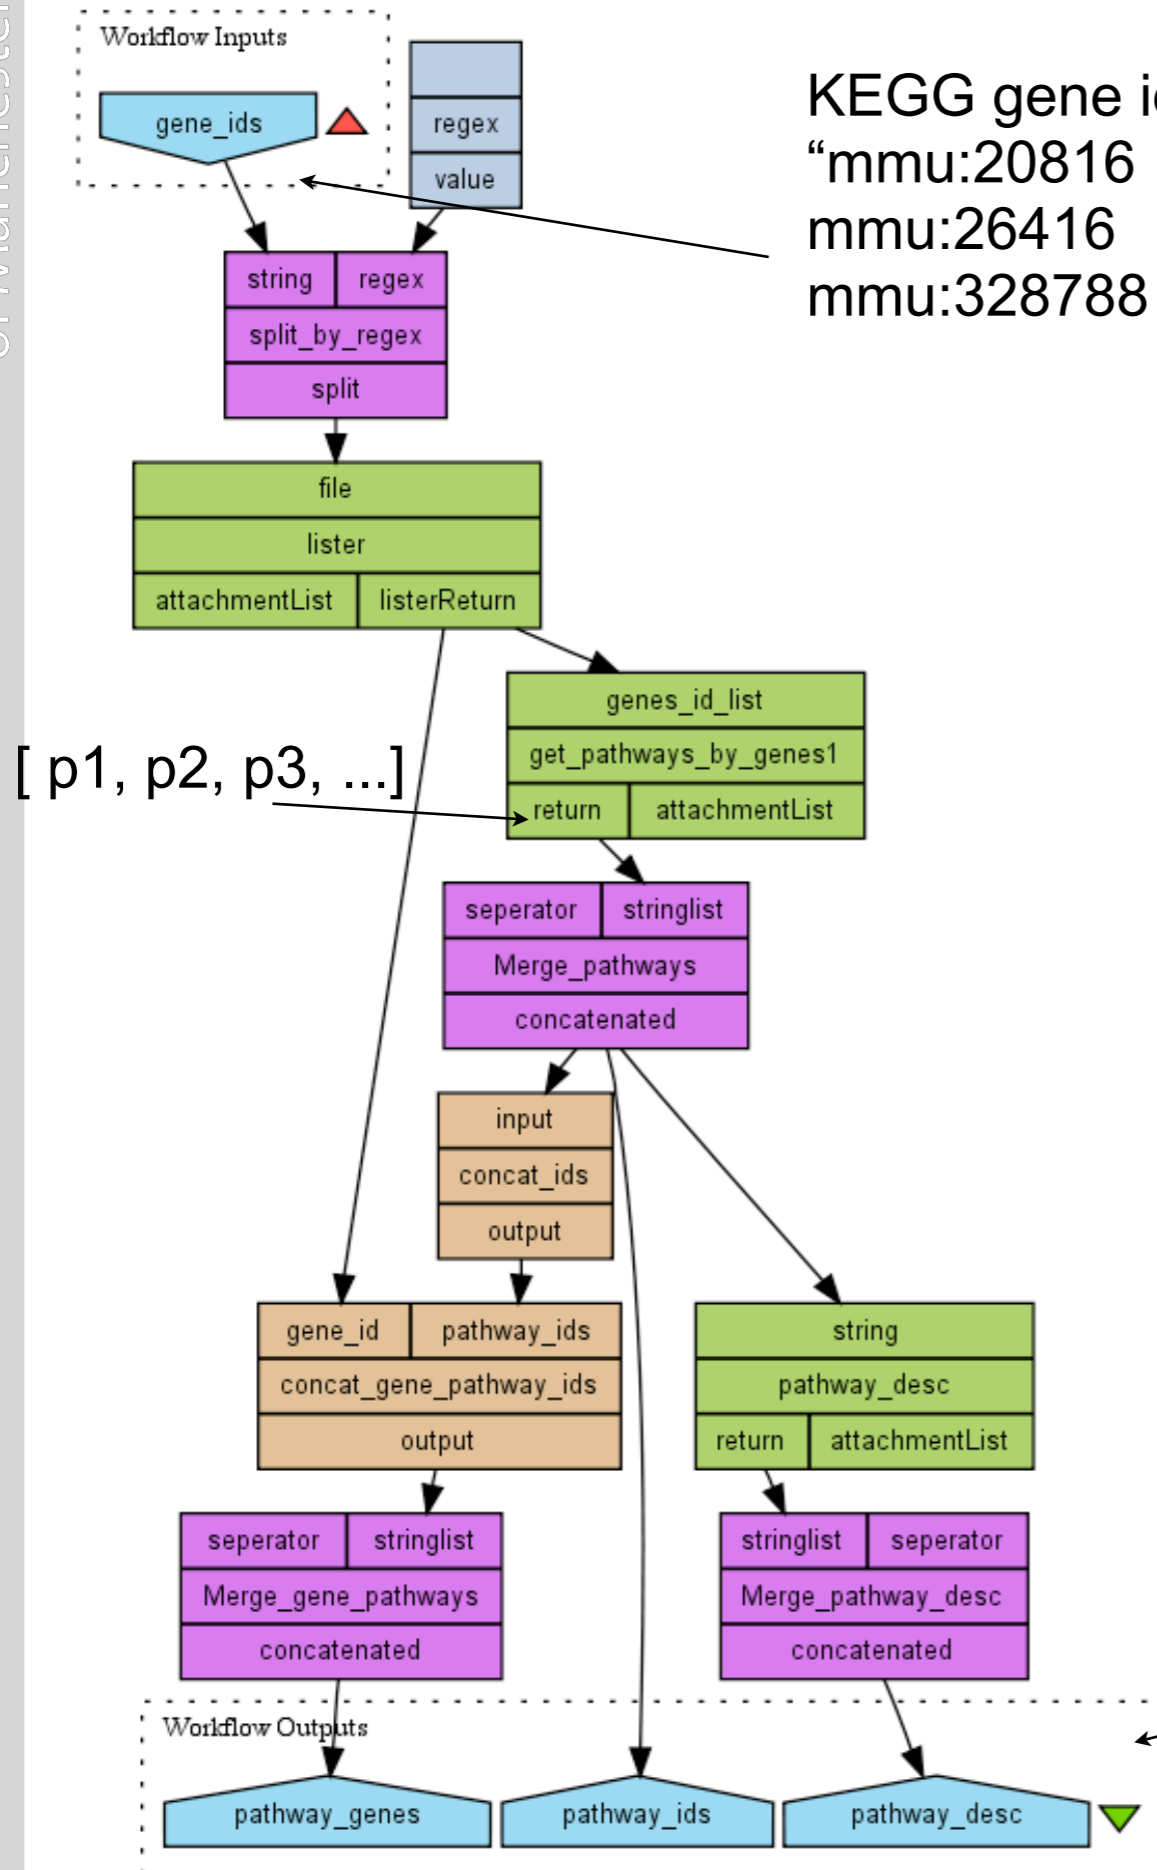 of Manchester
Workflow Inputs
gene_ids
regex
value
KEGG gene
“mmu:20816
mmu:26416
mmu:328788
string regex
split_by_regex
split
file
lister
attachmentList listerReturn
genes_id_list
get_pathways_by_genes1
return attachmentList
[ p1, p2, p3, ...]
seperator stringlist
Merge_pathways
concatenated
input
concat_ids
output
gene_id pathway_ids
concat_gene_pathway_ids
output
string
pathway_desc
return attachmentList
seperator stringlist
Merge_gene_pathways
concatenated
stringlist seperator
Merge_pathway_desc
concatenated
Workflow Outputs
pathway_genes
pathway_ids
pathway_desc